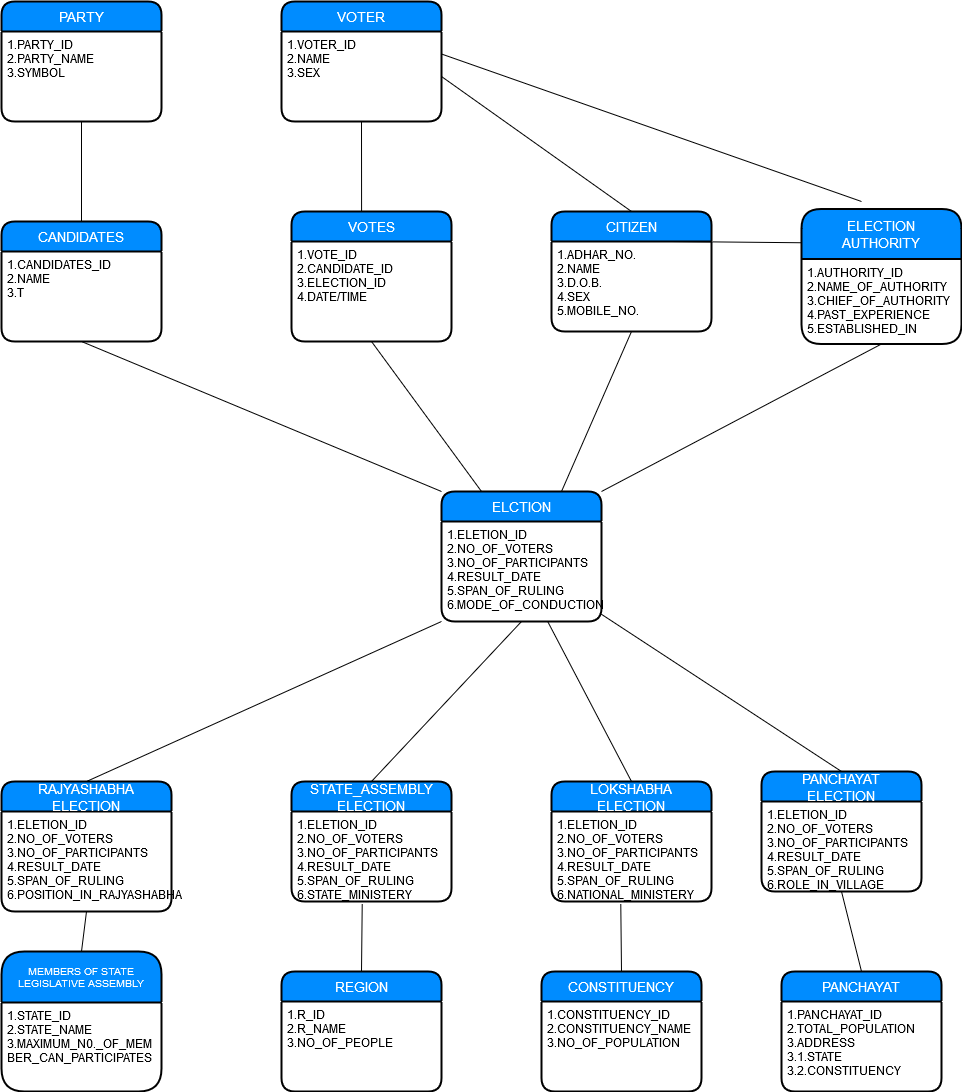 PARTY
1.PARTY_ID
2.PARTY_NAME
3.SYMBOL
VOTER
1.VOTER_ID
2.NAME
3.SEX
CANDIDATES
1.CANDIDATES_ID
2.NAME
3.T
VOTES
1.VOTE_ID
2.CANDIDATE_ID
3.ELECTION_ID
4.DATE/TIME
CITIZEN
1.ADHAR_NO.
2.NAME
3.D.O.B.
4.SEX
5.MOBILE_NO.
ELECTION
AUTHORITY
1.AUTHORITY_ID
2.NAME_OF_AUTHORITY
3.CHIEF_OF_AUTHORITY
4.PAST_EXPERIENCE
5.ESTABLISHED_IN
ELCTION
1.ELETION_ID
2.NO_OF_VOTERS
3.NO_OF_PARTICIPANTS
4.RESULT_DATE
5.SPAN_OF_RULING
6.MODE_OF_CONDUCTION
RAJYASHABHA
ELECTION
1.ELETION_ID
2.NO_OF_VOTERS
3.NO_OF_PARTICIPANTS
4.RESULT_DATE
5.SPAN_OF_RULING
6.POSITION_IN_RAJYASHABHA
STATE_ASSEMBLY
ELECTION
1.ELETION_ID
2.NO_OF_VOTERS
3.NO_OF_PARTICIPANTS
4.RESULT_DATE
5.SPAN_OF_RULING
6.STATE_MINISTERY
LOKSHABHA
ELECTION
1.ELETION_ID
2.NO_OF_VOTERS
3.NO_OF_PARTICIPANTS
4.RESULT_DATE
5.SPAN_OF_RULING
6.NATIONAL_MINISTERY
PANCHAYAT
ELECTION
1.ELETION_ID
2.NO_OF_VOTERS
3.NO_OF_PARTICIPANTS
4.RESULT_DATE
5.SPAN_OF_RULING
6.ROLE_IN_VILLAGE
MEMBERS OF STATE
LEGISLATIVE ASSEMBLY
1.STATE_ID
2.STATE_NAME
3.MAXIMUM_N0._OF_MEM
BER_CAN_PARTICIPATES
REGION
1.R_ID
2.R_NAME
3.NO_OF_PEOPLE
CONSTITUENCY
1.CONSTITUENCY_ID
2.CONSTITUENCY_NAME
3.NO_OF_POPULATION
PANCHAYAT
1.PANCHAYAT_ID
2.TOTAL_POPULATION
3.ADDRESS
3.1.STATE
3.2.CONSTITUENCY